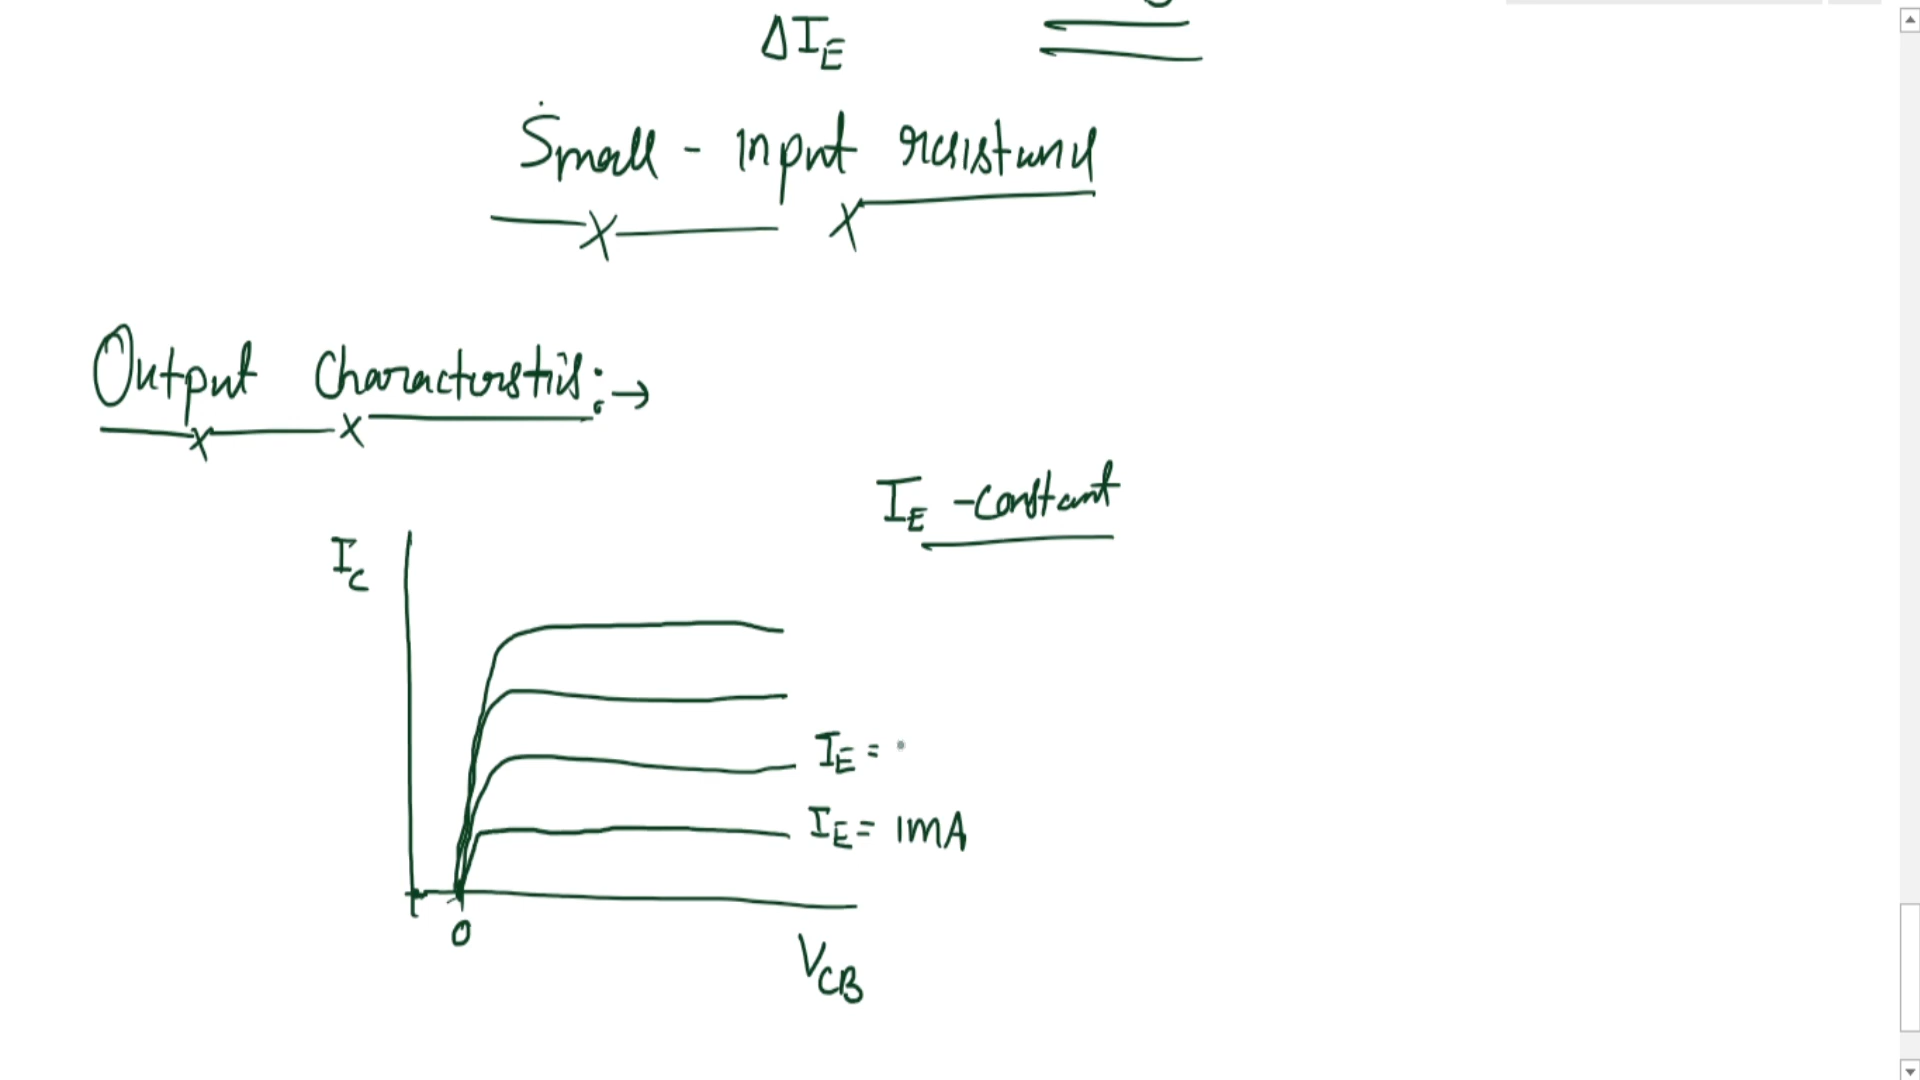 ΔI_E
Small - input resistance
Output Characteristics:→
I_E - constant
I_C
I_E =
I_E = 1mA
0
V_CB